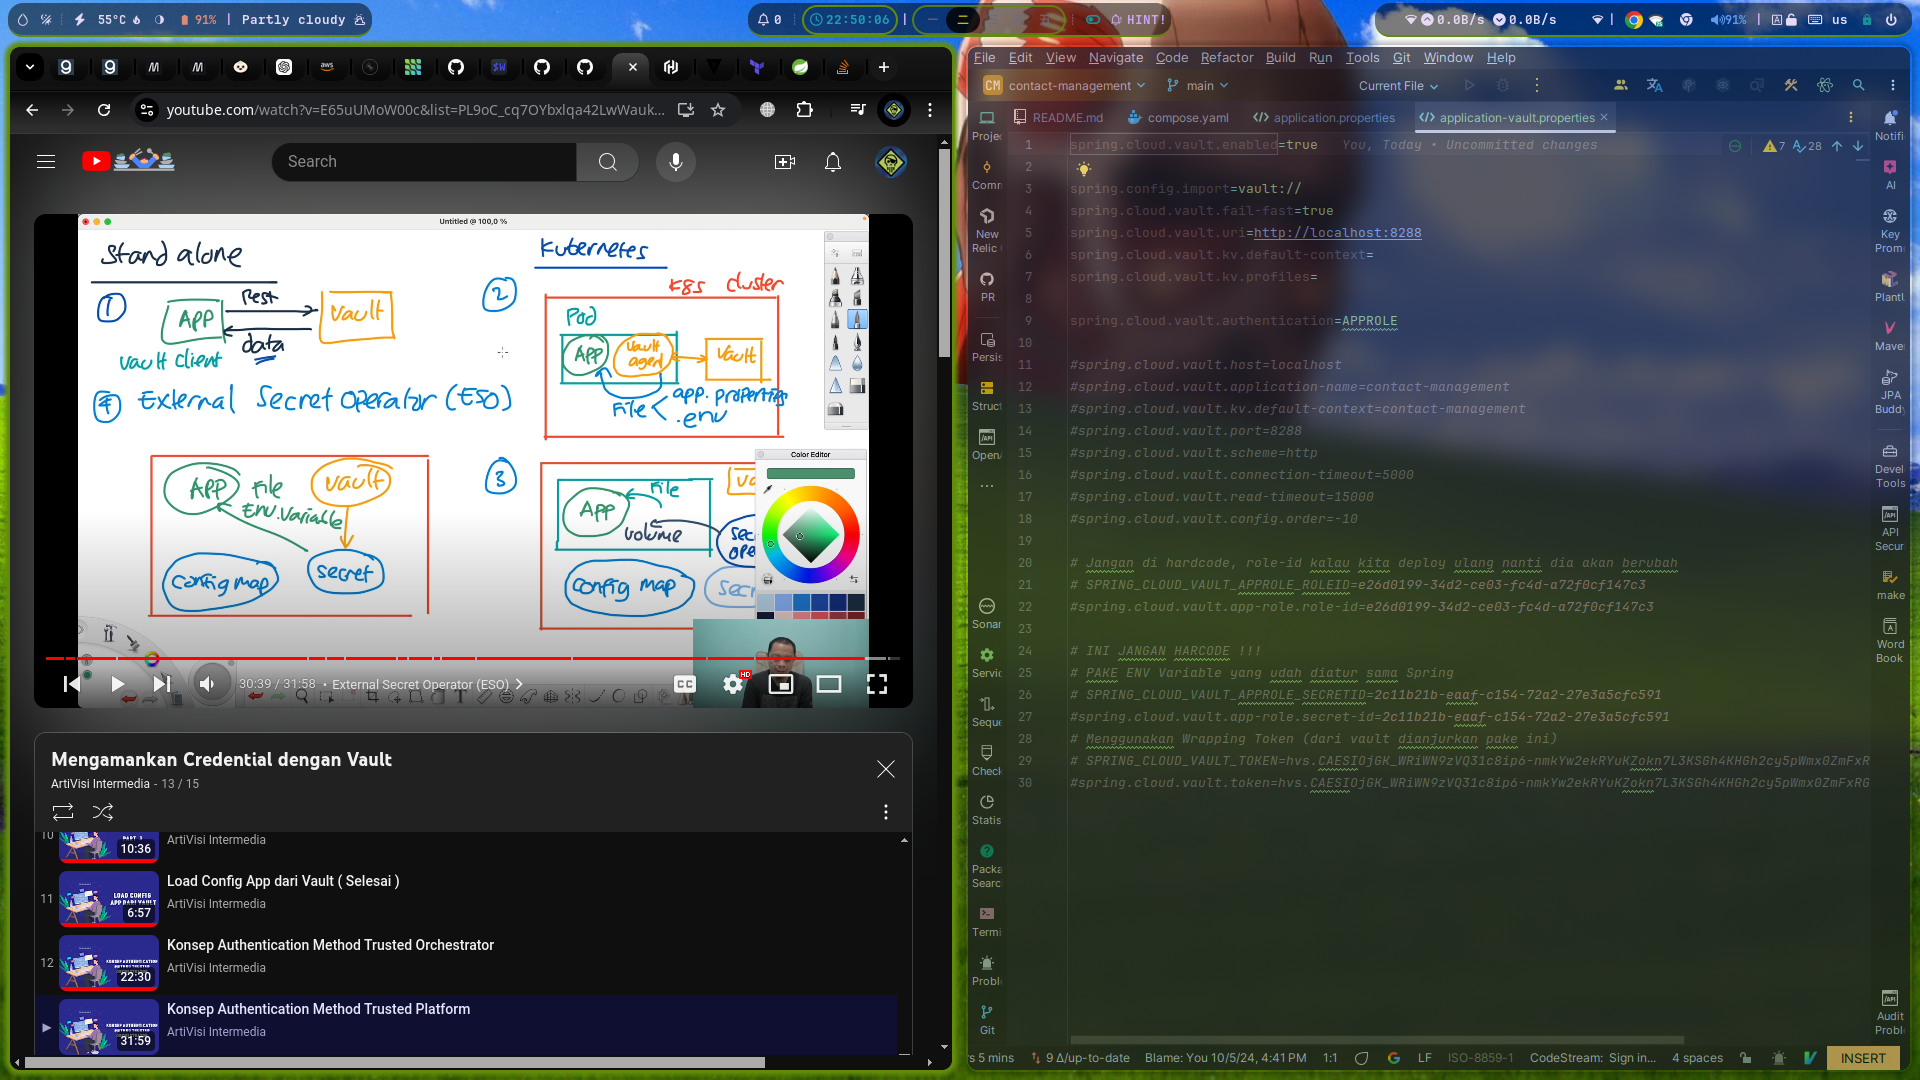 55°C
91%
|
Partly cloudy
0
22:50:06
|
HINT!
0.0B/s
0.0B/s
91%
us
youtube.com/watch?v=E65uUMoW00c&list=PL9oC_cq7OYbxlqa42LwWauk...
Search
Untitled @ 100,0 %
Stand alone
Kubernetes
1
Rest
APP
Vault
data
Vault client
2
K8s cluster
Pod
App
Vault agent
Vault
File
app.properties
.env
4 External Secret Operator (ESO)
APP
File
Env.Variable
Vault
config map
secret
3
File
App
Volume
config map
Color Editor
30:39 / 31:58 • External Secret Operator (ESO)
CC
HD
Mengamankan Credential dengan Vault
ArtiVisi Intermedia - 13 / 15
10
10:36
ArtiVisi Intermedia
11
6:57
Load Config App dari Vault ( Selesai )
ArtiVisi Intermedia
12
22:30
Konsep Authentication Method Trusted Orchestrator
ArtiVisi Intermedia
31:59
Konsep Authentication Method Trusted Platform
ArtiVisi Intermedia
File Edit View Navigate Code Refactor Build Run Tools Git Window Help
CM contact-management main Current File
README.md compose.yaml application.properties application-vault.properties
1 spring.cloud.vault.enabled=true You, Today • Uncommitted changes
7 28
2
3 spring.config.import=vault://
4 spring.cloud.vault.fail-fast=true
5 spring.cloud.vault.uri=http://localhost:8288
6 spring.cloud.vault.kv.default-context=
7 spring.cloud.vault.kv.profiles=
8
9 spring.cloud.vault.authentication=APPROLE
10
11 #spring.cloud.vault.host=localhost
12 #spring.cloud.vault.application-name=contact-management
13 #spring.cloud.vault.kv.default-context=contact-management
14 #spring.cloud.vault.port=8288
15 #spring.cloud.vault.scheme=http
16 #spring.cloud.vault.connection-timeout=5000
17 #spring.cloud.vault.read-timeout=15000
18 #spring.cloud.vault.config.order=-10
19
20 # Jangan di hardcode, role-id kalau kita deploy ulang nanti dia akan berubah
21 # SPRING_CLOUD_VAULT_APPROLE_ROLEID=e26d0199-34d2-ce03-fc4d-a72f0cf147c3
22 #spring.cloud.vault.app-role.role-id=e26d0199-34d2-ce03-fc4d-a72f0cf147c3
23
24 # INI JANGAN HARCODE !!!
25 # PAKE ENV Variable yang udah diatur sama Spring
26 # SPRING_CLOUD_VAULT_APPROLE_SECRETID=2c11b21b-eaaf-c154-72a2-27e3a5cfc591
27 #spring.cloud.vault.app-role.secret-id=2c11b21b-eaaf-c154-72a2-27e3a5cfc591
28 # Menggunakan Wrapping Token (dari vault dianjurkan pake ini)
29 # SPRING_CLOUD_VAULT_TOKEN=hvs.CAESIOjGK_WRiWN9zVQ31c8ip6-nmkYw2ekRYuKZokn7L3KSGh4KHGh2cy5pWmx0ZmFxR
30 #spring.cloud.vault.token=hvs.CAESIOjGK_WRiWN9zVQ31c8ip6-nmkYw2ekRYuKZokn7L3KSGh4KHGh2cy5pWmx0ZmFxRG
Projec
Comm
New
Relic
PR
Persis
Struct
OpenA
Sonar
Servic
Seque
Check
Statis
Packa
Searc
Termi
Proble
Git
Notifi
AI
Key
Prom
Plantl
Maver
JPA
Buddy
Devel
Tools
API
Secur
make
Word
Book
Audit
Probl
rs 5 mins 9 Δ/up-to-date Blame: You 10/5/24, 4:41 PM 1:1 LF ISO-8859-1 CodeStream: Sign in... 4 spaces INSERT